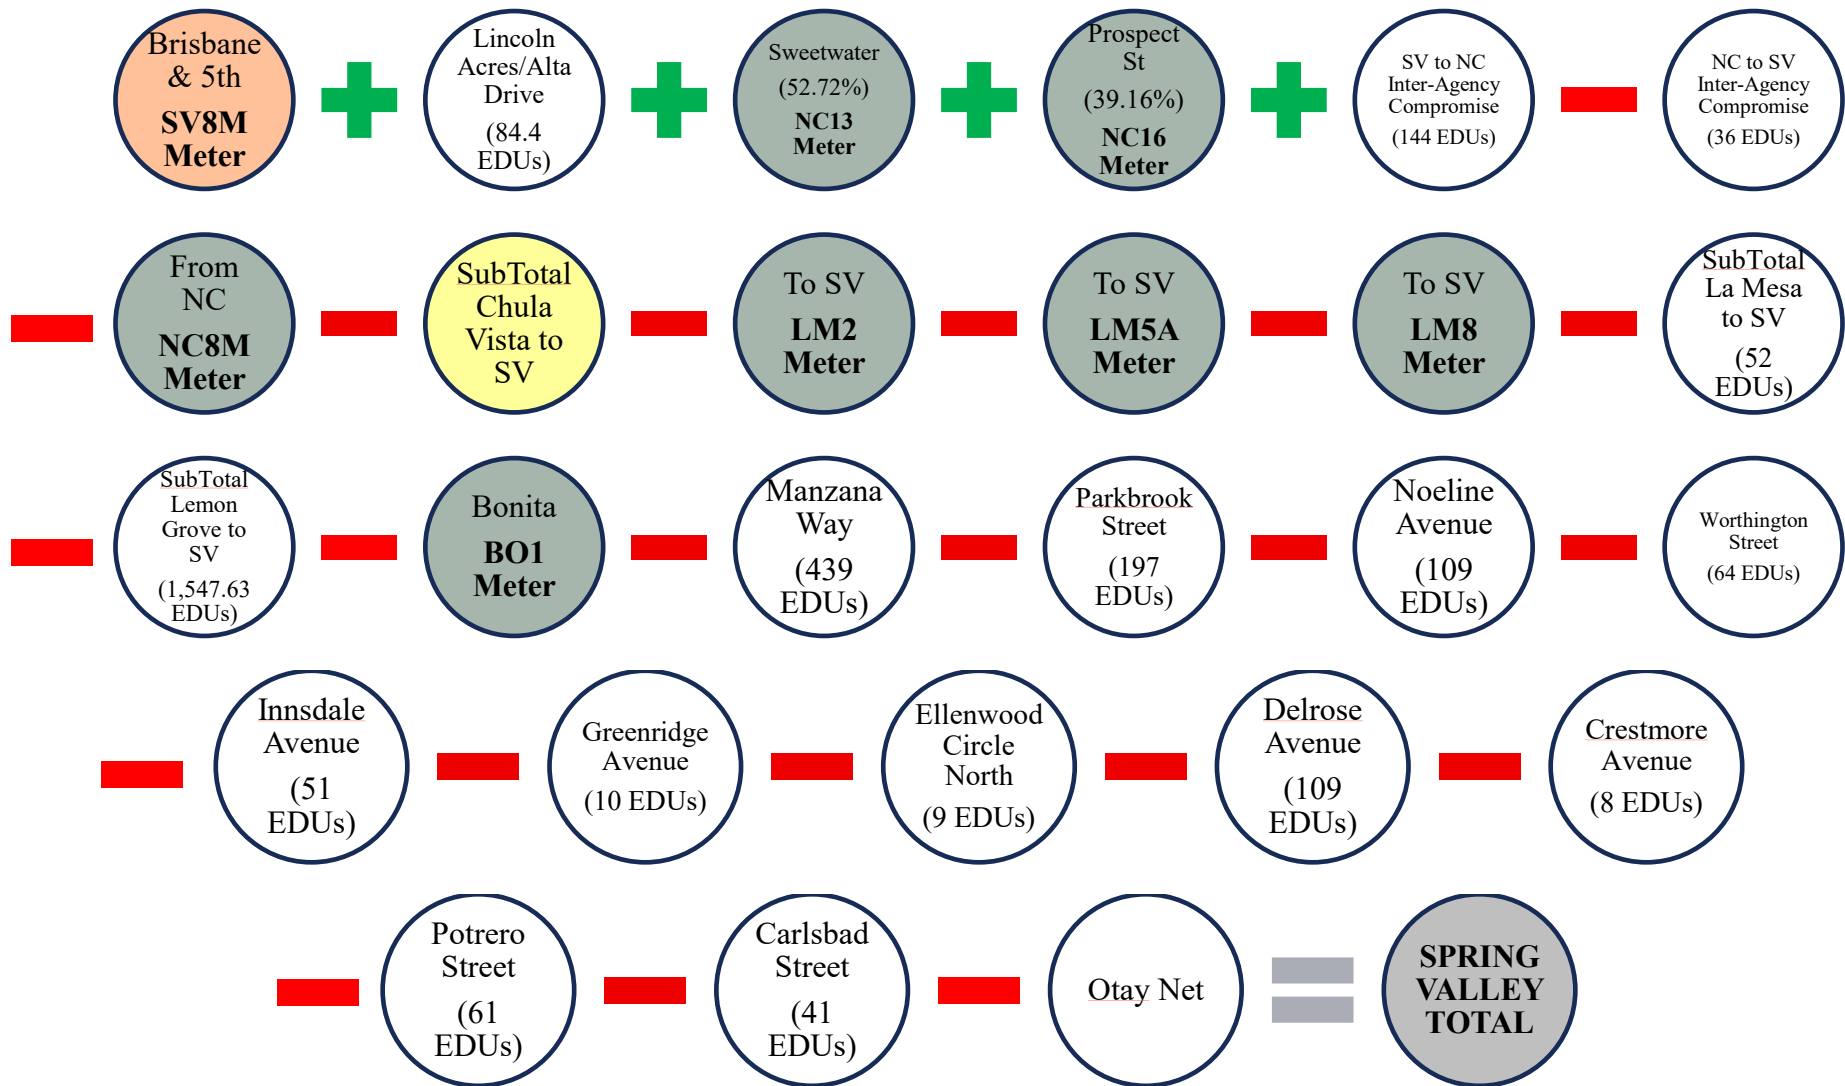 Brisbane
& 5th
SV8M
Meter
Lincoln
Acres/Alta
Drive
(84.4
EDUs)
Sweetwater
(52.72%)
NC13
Meter
Prospect
St
(39.16%)
NC16
Meter
SV to NC
Inter-Agency
Compromise
(144 EDUs)
NC to SV
Inter-Agency
Compromise
(36 EDUs)
From
NC
NC8M
Meter
SubTotal
Chula
Vista to
SV
To SV
LM2
Meter
To SV
LM5A
Meter
To SV
LM8
Meter
SubTotal
La Mesa
to SV
(52
EDUs)
SubTotal
Lemon
Grove to
SV
(1,547.63
EDUs)
Bonita
BO1
Meter
Manzana
Way
(439
EDUs)
Parkbrook
Street
(197
EDUs)
Noeline
Avenue
(109
EDUs)
Worthington
Street
(64 EDUs)
Innsdale
Avenue
(51
EDUs)
Greenridge
Avenue
(10 EDUs)
Ellenwood
Circle
North
(9 EDUs)
Delrose
Avenue
(109
EDUs)
Crestmore
Avenue
(8 EDUs)
Potrero
Street
(61
EDUs)
Carlsbad
Street
(41
EDUs)
Otay Net
SPRING
VALLEY
TOTAL